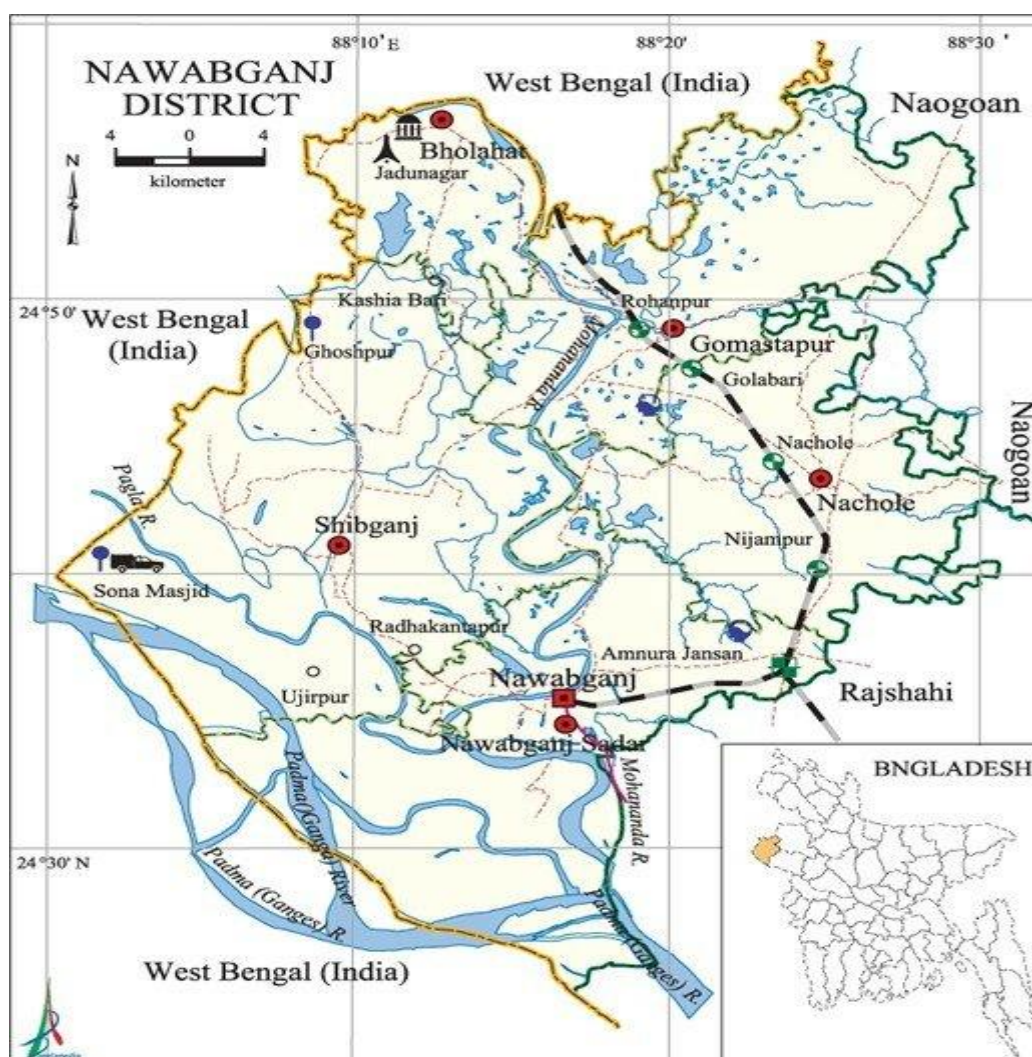 88°10' E
88°20'
88°30'
NAWABGANJ
DISTRICT
4 0 4
kilometer
N
West Bengal (India)
Naogoan
Bholahat
Jadunagar
24°50'
West Bengal
(India)
Kashia Bari
Ghoshpur
Rohanpur
Mohananda R.
Gomastapur
Golabari
Naogoan
Nachole
Nachole
Pagla R.
Shibganj
Nijampur
Sona Masjid
Radhakantapur
Amnura Jansan
Ujirpur
Nawabganj
Rajshahi
Nawabganj Sadar
Mohananda R.
BNGLADESH
24°30' N
Padma()Gange) River
Padma (Ganges) R.
Padma (Ganges) R.
West Bengal (India)